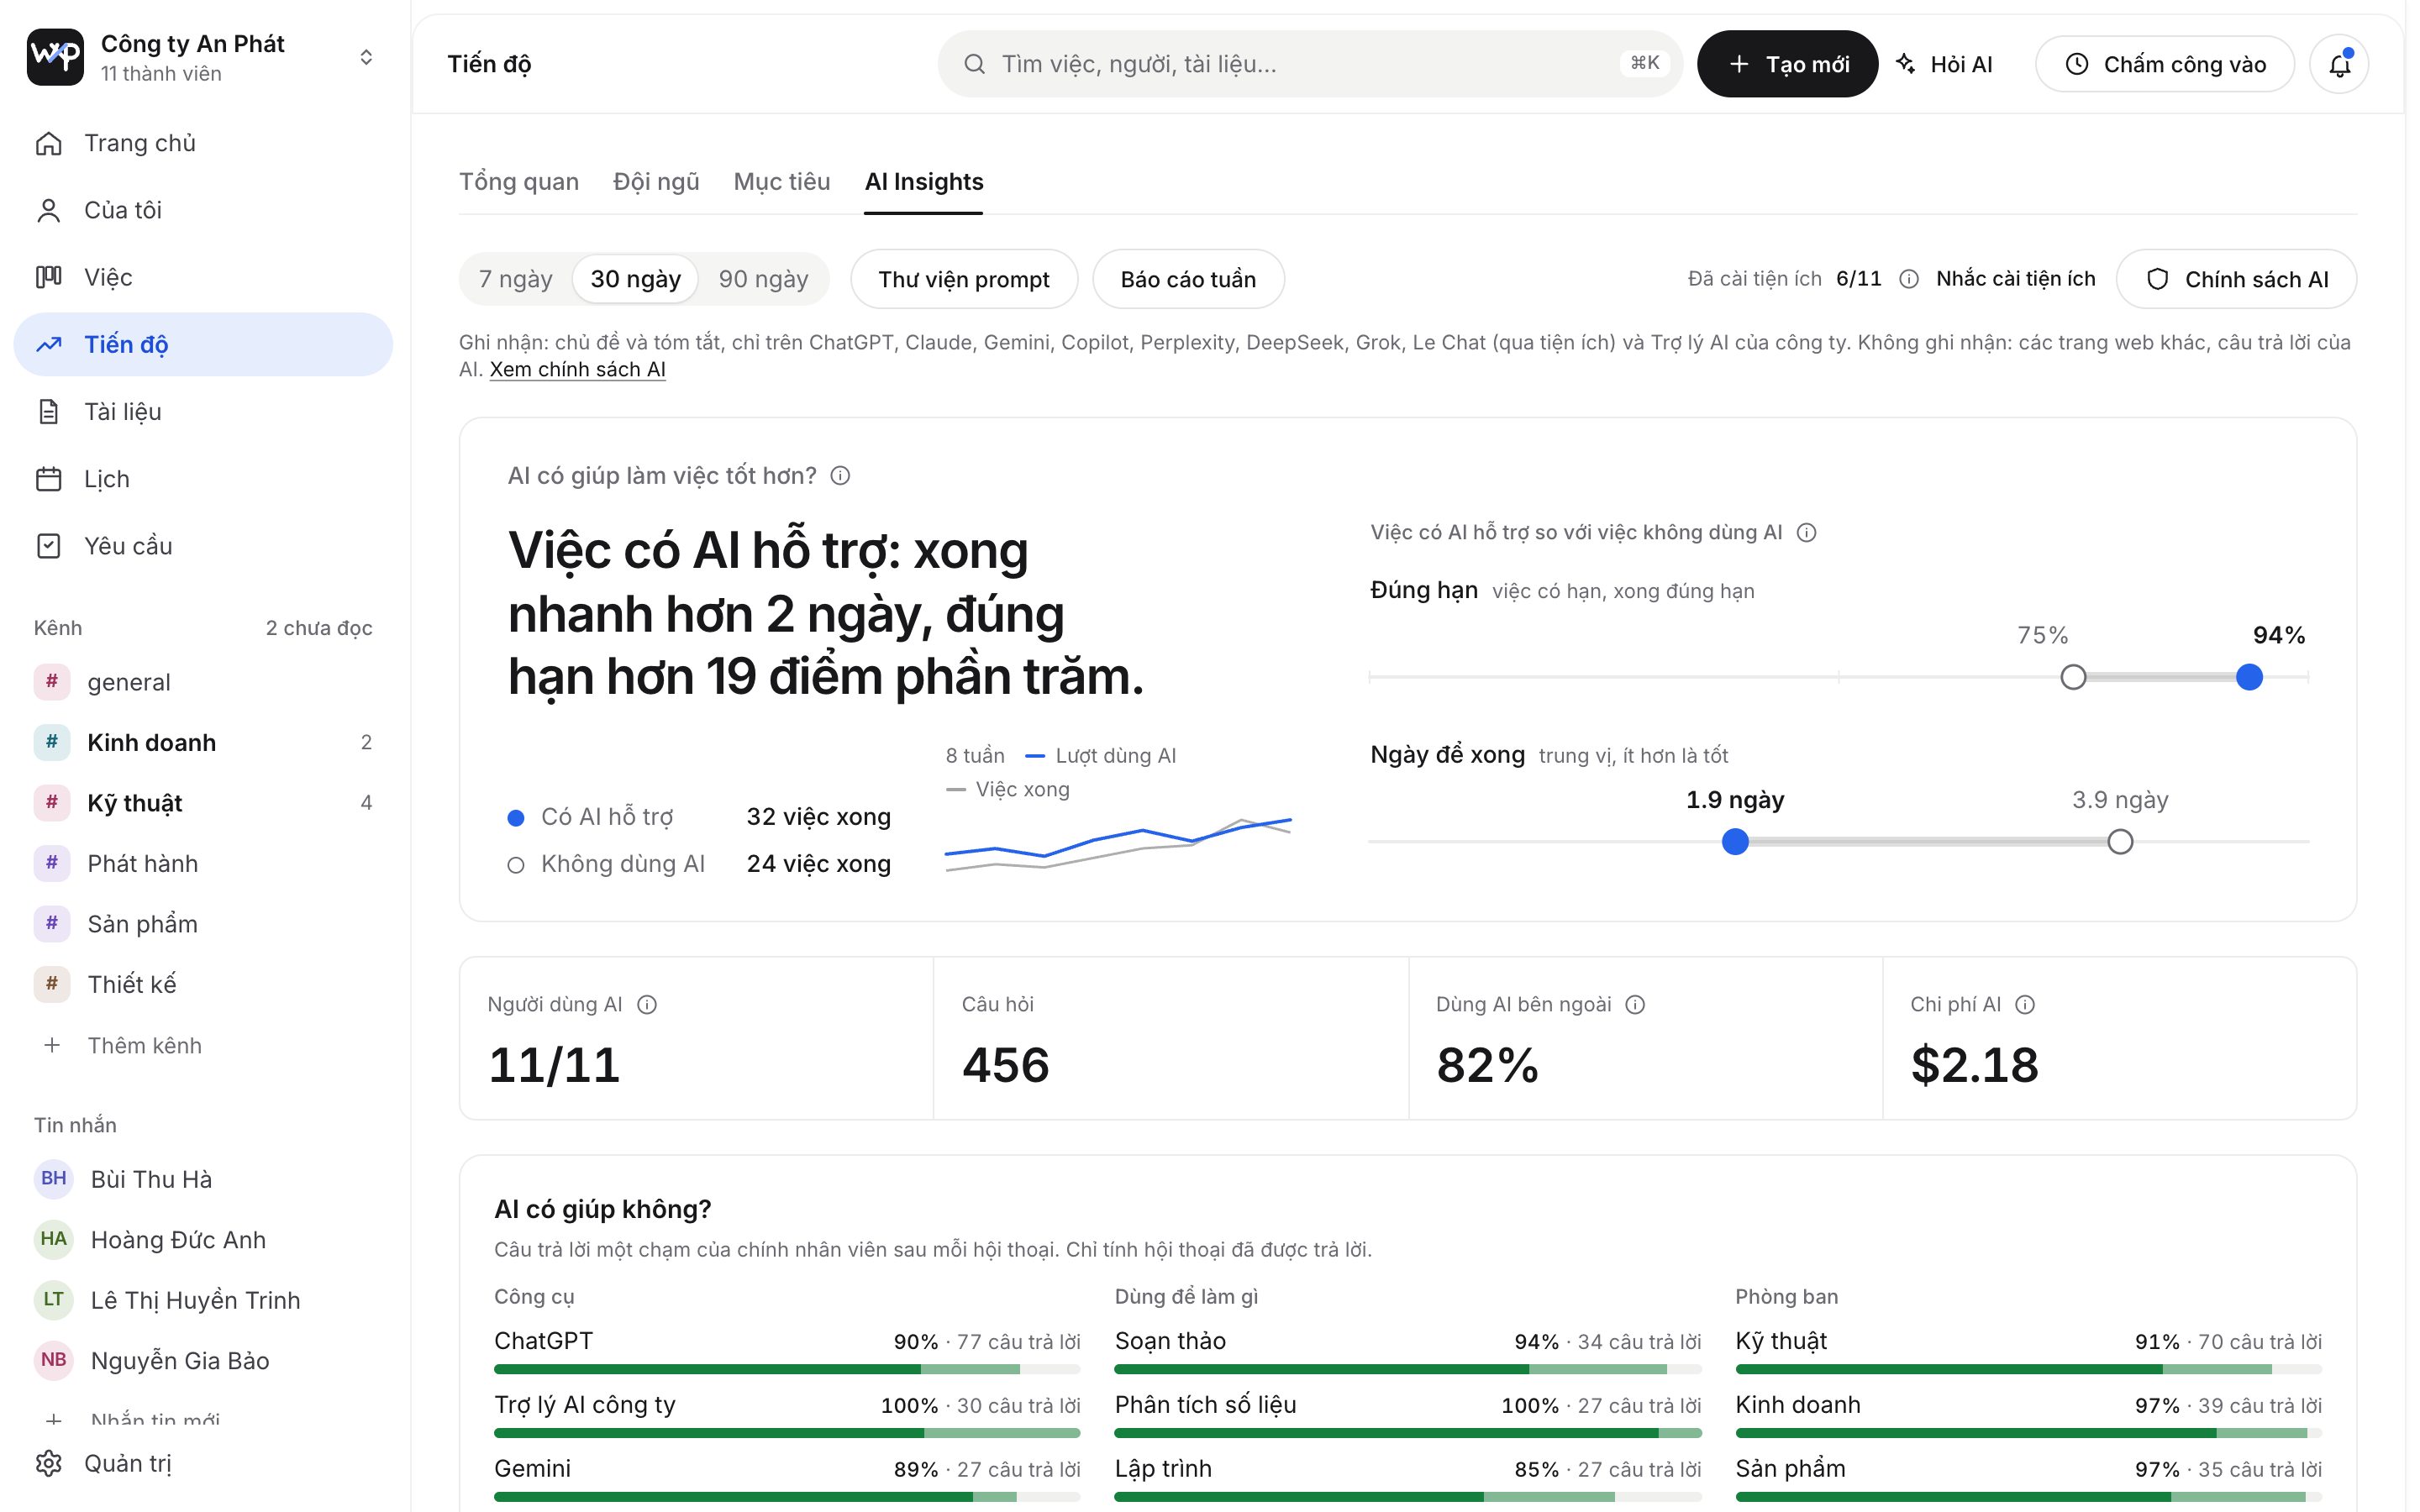 WP
Công ty An Phát
11 thành viên
Trang chủ
Của tôi
Việc
Tiến độ
Tài liệu
Lịch
Yêu cầu
Kênh 2 chưa đọc
# general
# Kinh doanh 2
# Kỹ thuật 4
# Phát hành
# Sản phẩm
# Thiết kế
+ Thêm kênh
Tin nhắn
BH Bùi Thu Hà
HA Hoàng Đức Anh
LT Lê Thị Huyền Trinh
NB Nguyễn Gia Bảo
+ Nhắn tin mới
Quản trị
Tiến độ
Tìm việc, người, tài liệu... ⌘K
+ Tạo mới
Hỏi AI
Chấm công vào
Tổng quan Đội ngũ Mục tiêu AI Insights
7 ngày 30 ngày 90 ngày Thư viện prompt Báo cáo tuần
Đã cài tiện ích 6/11 Nhắc cài tiện ích Chính sách AI
Ghi nhận: chủ đề và tóm tắt, chỉ trên ChatGPT, Claude, Gemini, Copilot, Perplexity, DeepSeek, Grok, Le Chat (qua tiện ích) và Trợ lý AI của công ty. Không ghi nhận: các trang web khác, câu trả lời của
AI. Xem chính sách AI
AI có giúp làm việc tốt hơn?
Việc có AI hỗ trợ: xong
nhanh hơn 2 ngày, đúng
hạn hơn 19 điểm phần trăm.
Có AI hỗ trợ 32 việc xong
Không dùng AI 24 việc xong
8 tuần Lượt dùng AI
Việc xong
Việc có AI hỗ trợ so với việc không dùng AI
Đúng hạn việc có hạn, xong đúng hạn
75% 94%
Ngày để xong trung vị, ít hơn là tốt
1.9 ngày 3.9 ngày
Người dùng AI
11/11
Câu hỏi
456
Dùng AI bên ngoài
82%
Chi phí AI
$2.18
AI có giúp không?
Câu trả lời một chạm của chính nhân viên sau mỗi hội thoại. Chỉ tính hội thoại đã được trả lời.
Công cụ
ChatGPT 90% · 77 câu trả lời
Trợ lý AI công ty 100% · 30 câu trả lời
Gemini 89% · 27 câu trả lời
Dùng để làm gì
Soạn thảo 94% · 34 câu trả lời
Phân tích số liệu 100% · 27 câu trả lời
Lập trình 85% · 27 câu trả lời
Phòng ban
Kỹ thuật 91% · 70 câu trả lời
Kinh doanh 97% · 39 câu trả lời
Sản phẩm 97% · 35 câu trả lời